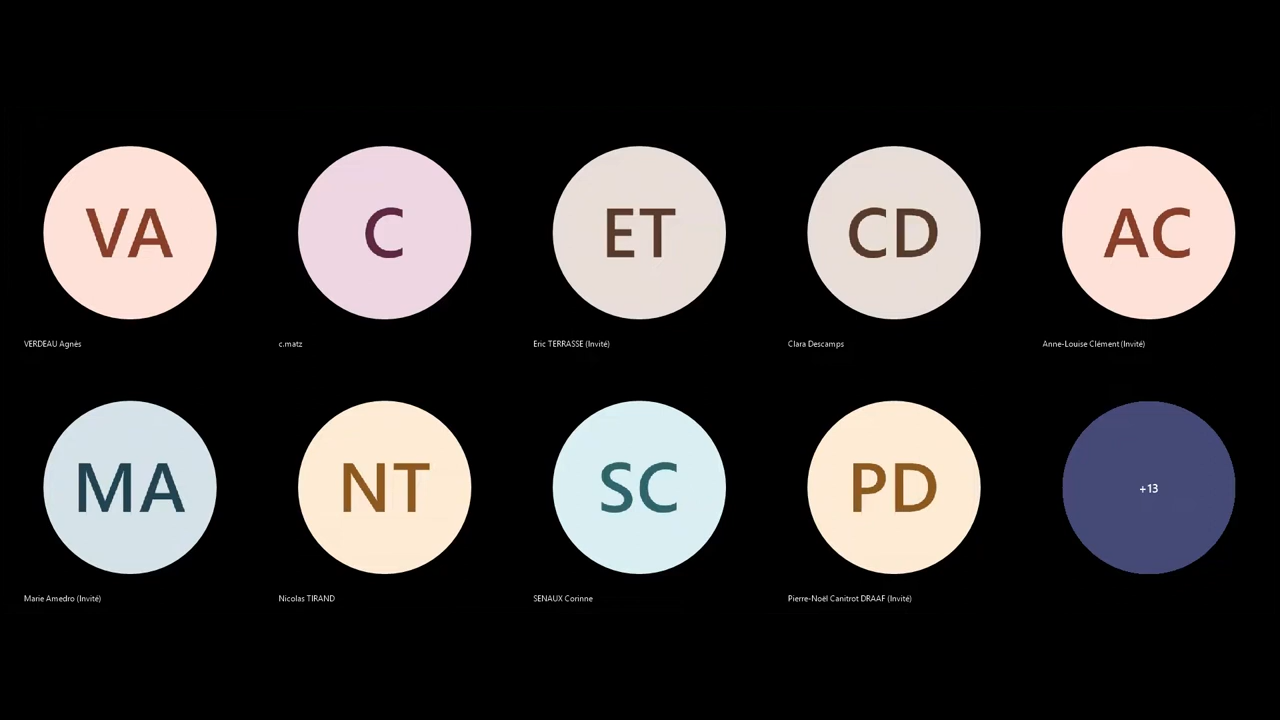 VA
C
ET
CD
AC
VERDEAU Agnès
c.matz
Eric TERRASSE (Invité)
Clara Descamps
Anne-Louise Clément (Invité)
MA
NT
SC
PD
+13
Marie Amedro (Invité)
Nicolas TIRAND
SENAUX Corinne
Pierre-Noël Canitrot DRAAF (Invité)